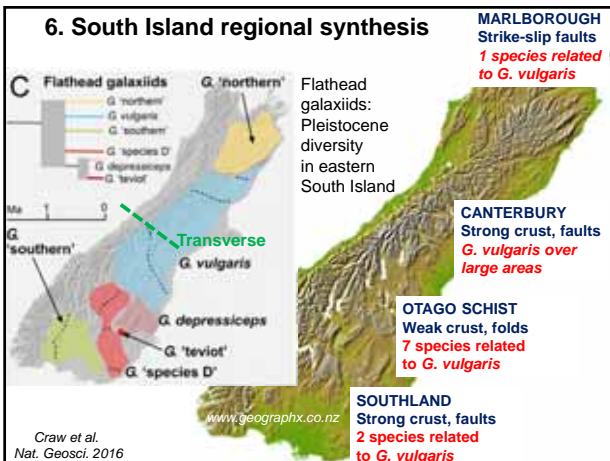 6. South Island regional synthesis
MARLBOROUGH
Strike-slip faults
1 species related
to G. vulgaris
C
Flathead galaxiids
G. 'northern'
G. vulgaris
G. 'southern'
G. 'species D'
G. depressiceps
G. 'teviot'
Ma
1
0
G. 'northern'
Flathead
galaxiids:
Pleistocene
diversity
in eastern
South Island
Transverse
G. vulgaris
G.
'southern'
G. depressiceps
G. 'teviot'
G. 'species D'
CANTERBURY
Strong crust, faults
G. vulgaris over
large areas
OTAGO SCHIST
Weak crust, folds
7 species related
to G. vulgaris
SOUTHLAND
Strong crust, faults
2 species related
to G. vulgaris
www.geographx.co.nz
Craw et al.
Nat. Geosci. 2016